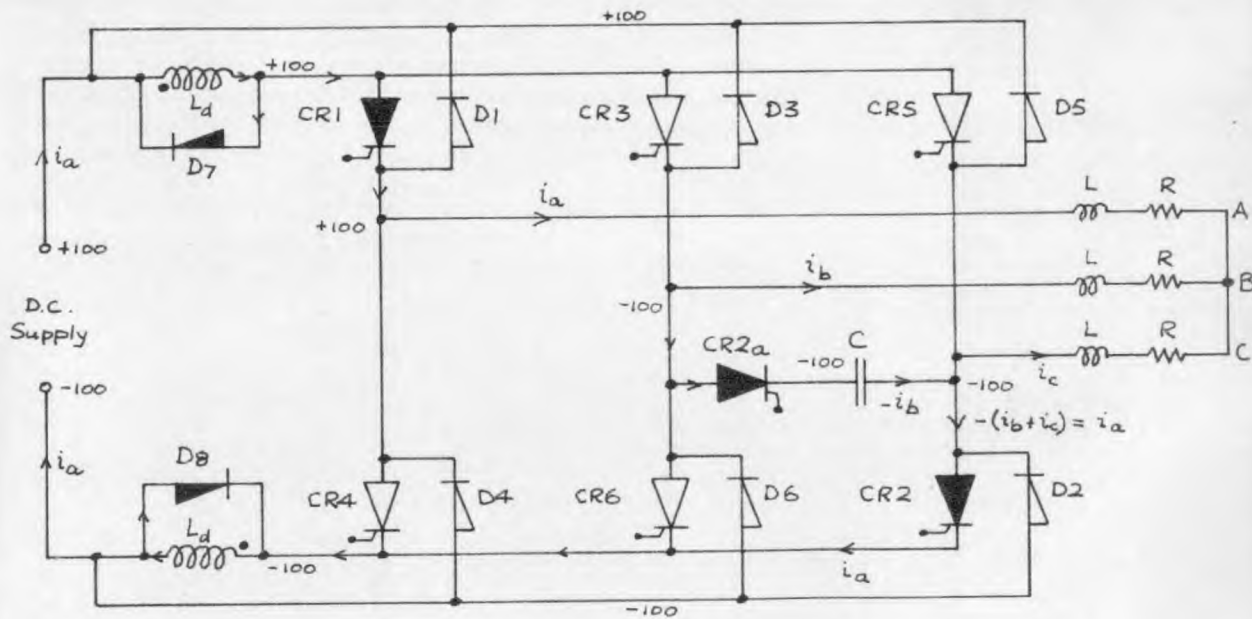 +100
+100
Ld
D7
CR1
D1
CR3
D3
CR5
D5
ia
ia
L
R
A
+100
+100
ib
L
R
B
-100
D.C.
Supply
CR2a
-100
C
L
R
C
-100
-ib
-100
ic
-(ib+ic) = ia
D8
ia
CR4
D4
CR6
D6
CR2
D2
Ld
-100
ia
-100